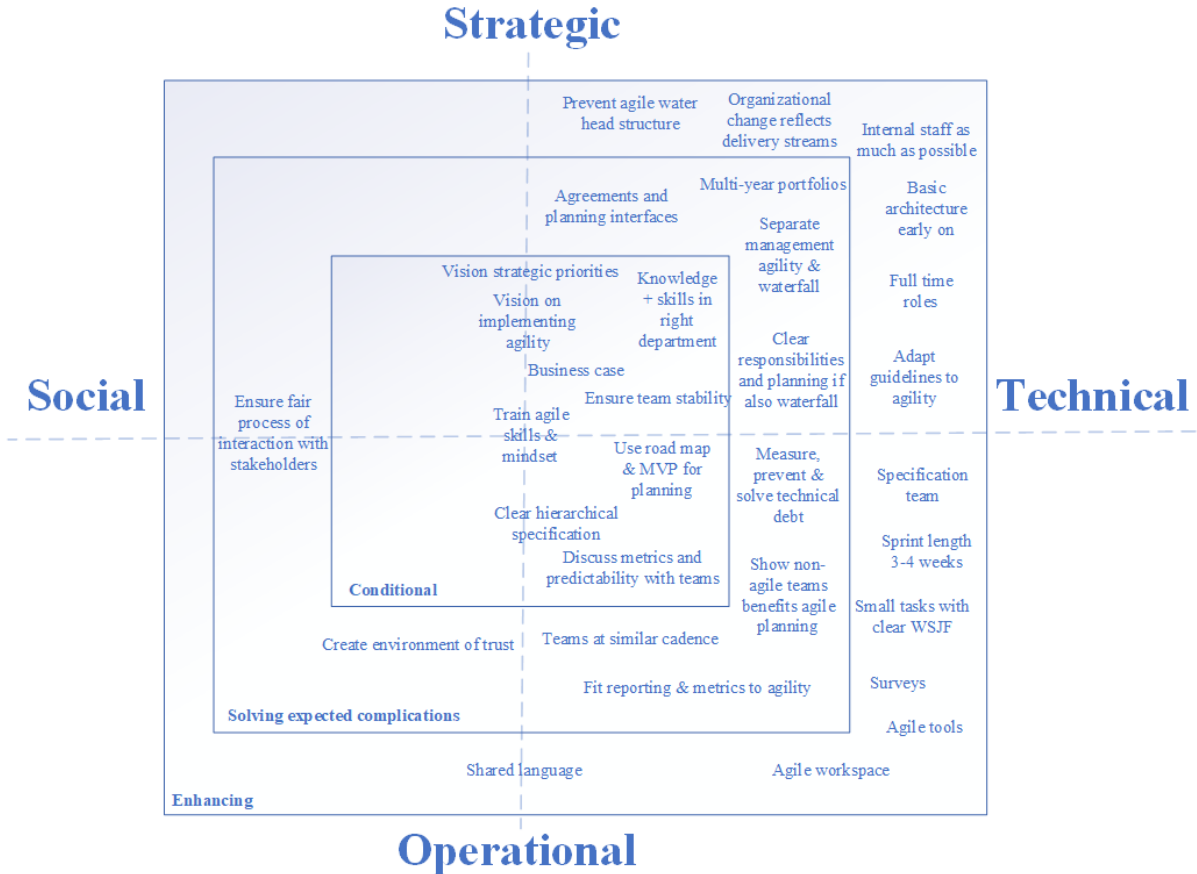 Strategic
Prevent agile water
head structure
Organizational
change reflects
delivery streams
Internal staff as
much as possible
Multi-year portfolios
Agreements and
planning interfaces
Basic
architecture
early on
Separate
management
agility &
waterfall
Vision strategic priorities
Knowledge
+ skills in
right
department
Vision on
implementing
agility
Full time
roles
Business case
Clear
responsibilities
and planning if
also waterfall
Adapt
guidelines to
agility
Social
Technical
Ensure fair
process of
interaction with
stakeholders
Ensure team stability
Train agile
skills &
mindset
Use road map
& MVP for
planning
Measure,
prevent &
solve technical
debt
Specification
team
Clear hierarchical
specification
Sprint length
3-4 weeks
Discuss metrics and
predictability with teams
Show non-
agile teams
benefits agile
planning
Conditional
Small tasks with
clear WSJF
Create environment of trust
Teams at similar cadence
Fit reporting & metrics to agility
Surveys
Solving expected complications
Agile tools
Shared language
Agile workspace
Enhancing
Operational